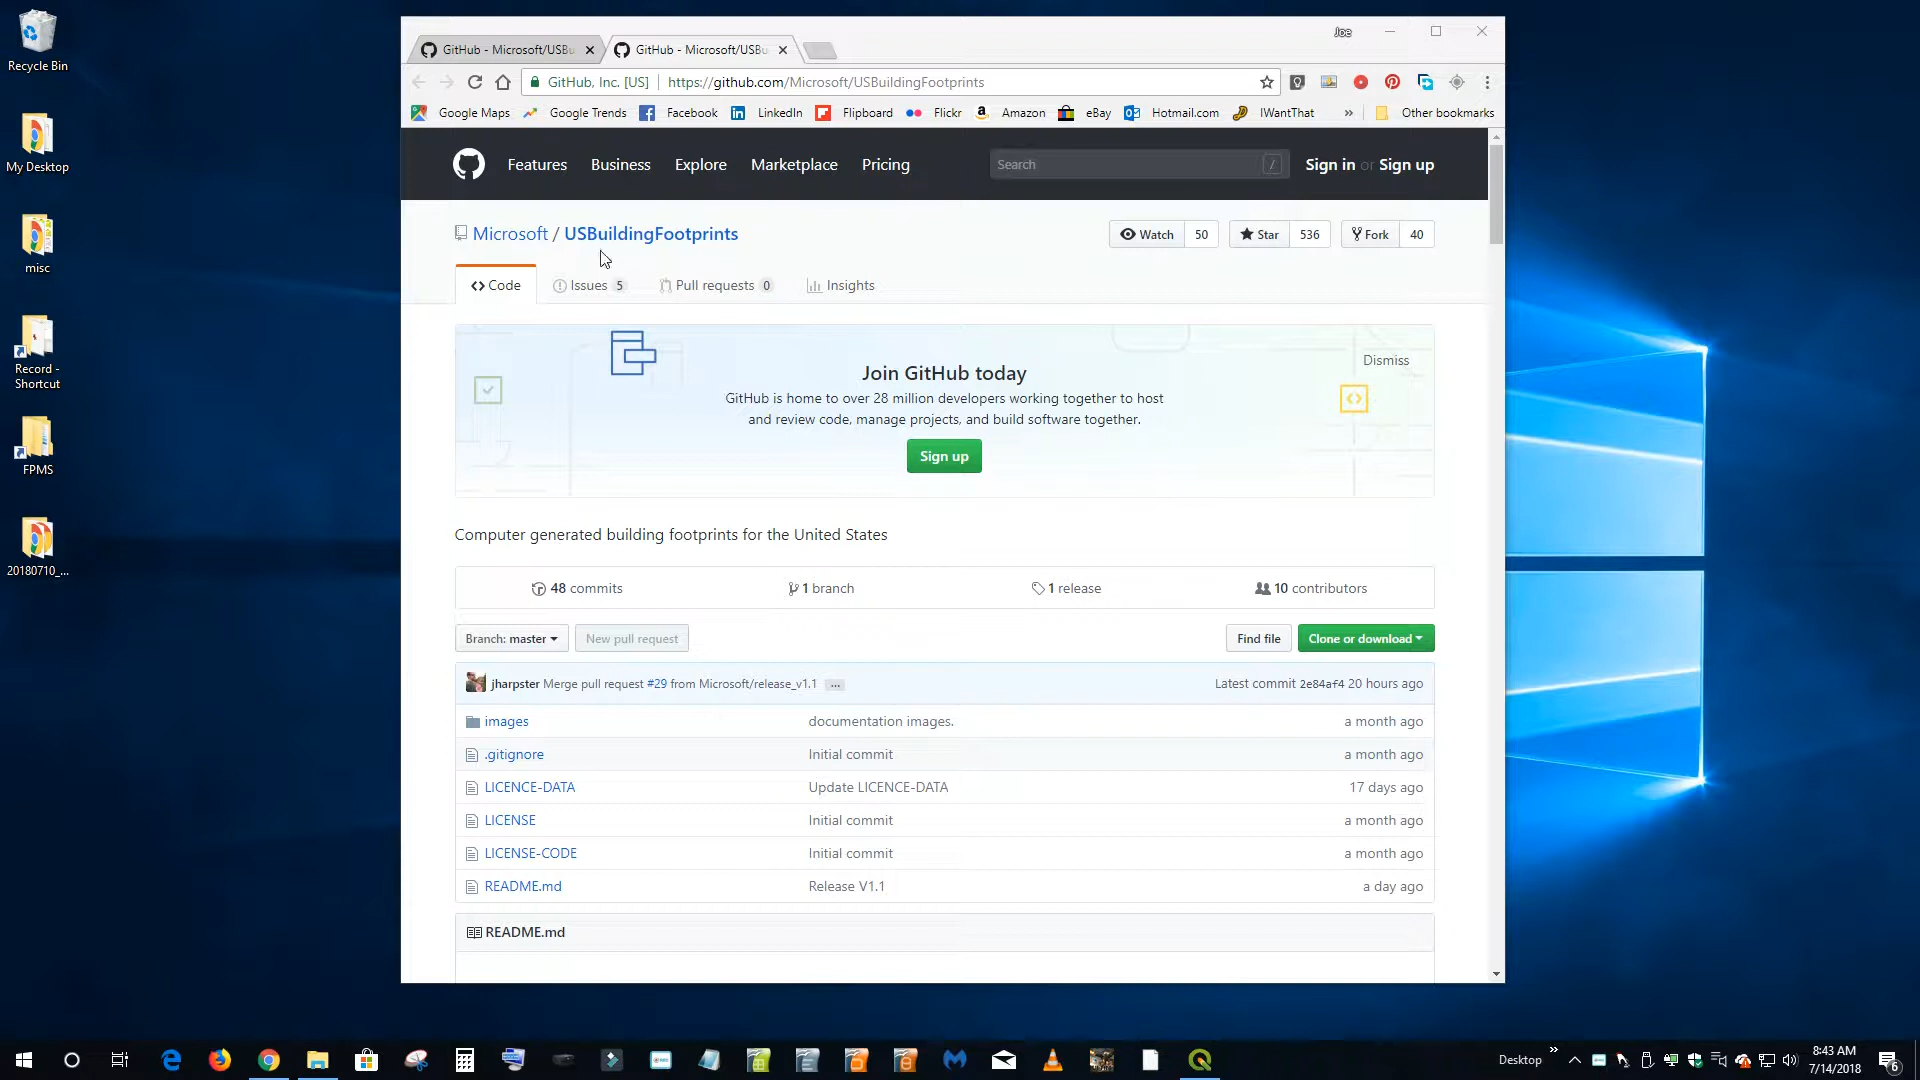 Recycle Bin
My Desktop
misc
Record -
Shortcut
FPMS
20180710_...
Joe
GitHub - Microsoft/USBu
GitHub - Microsoft/USBu
GitHub, Inc. [US] | https://github.com/Microsoft/USBuildingFootprints
Google Maps Google Trends Facebook LinkedIn Flipboard Flickr Amazon eBay Hotmail.com IWantThat » Other bookmarks
Features Business Explore Marketplace Pricing Search / Sign in or Sign up
Microsoft / USBuildingFootprints Watch 50 Star 536 Fork 40
Code Issues 5 Pull requests 0 Insights
Dismiss
Join GitHub today
GitHub is home to over 28 million developers working together to host
and review code, manage projects, and build software together.
Sign up
Computer generated building footprints for the United States
48 commits 1 branch 1 release 10 contributors
Branch: master New pull request Find file Clone or download
jharpster Merge pull request #29 from Microsoft/release_v1.1 ... Latest commit 2e84af4 20 hours ago
images documentation images. a month ago
.gitignore Initial commit a month ago
LICENCE-DATA Update LICENCE-DATA 17 days ago
LICENSE Initial commit a month ago
LICENSE-CODE Initial commit a month ago
README.md Release V1.1 a day ago
README.md
Desktop »
8:43 AM
7/14/2018
6